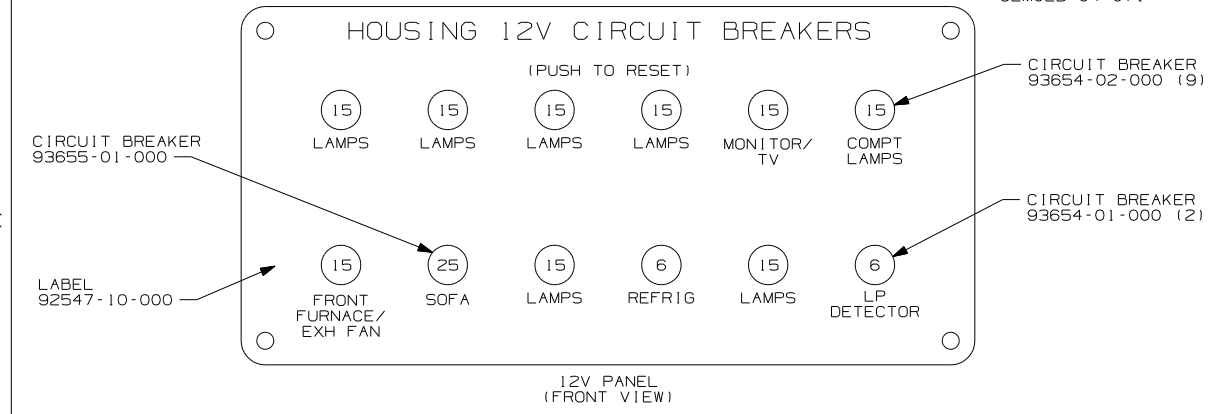 HOUSING 12V CIRCUIT BREAKERS
(PUSH TO RESET)
CIRCUIT BREAKER
93654-02-000 (9)
15 15 15 15 15 15
LAMPS LAMPS LAMPS LAMPS MONITOR/
TV COMPT
LAMPS
CIRCUIT BREAKER
93655-01-000
CIRCUIT BREAKER
93654-01-000 (2)
15 25 15 6 15 6
FRONT
FURNACE/
EXH FAN SOFA LAMPS REFRIG LAMPS LP
DETECTOR
LABEL
92547-10-000
12V PANEL
(FRONT VIEW)